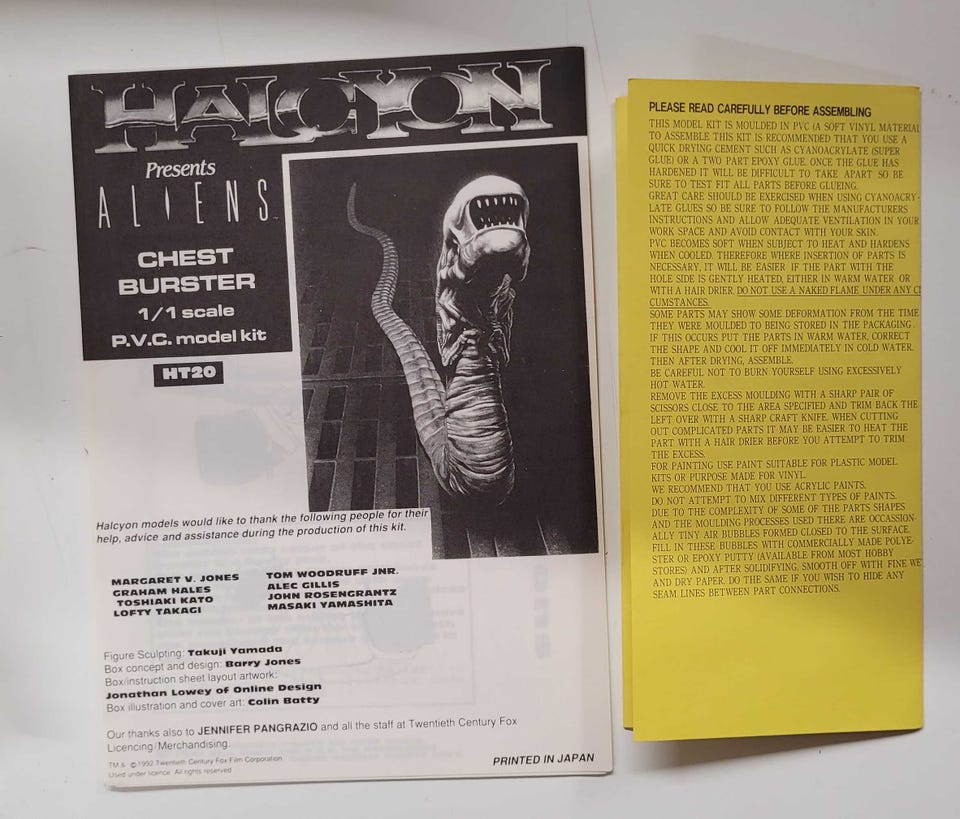 HALCYON
Presents
ALIENS™
CHEST
BURSTER
1/1 scale
P.V.C. model kit
HT20
Halcyon models would like to thank the following people for their
help, advice and assistance during the production of this kit.
MARGARET V. JONES
GRAHAM HALES
TOSHIAKI KATO
LOFTY TAKAGI
TOM WOODRUFF JNR.
ALEC GILLIS
JOHN ROSENGRANTZ
MASAKI YAMASHITA
Figure Sculpting: Takuji Yamada
Box concept and design: Barry Jones
Box/instruction sheet layout artwork:
Jonathan Lowey of Online Design
Box illustration and cover art: Colin Batty
Our thanks also to JENNIFER PANGRAZIO and all the staff at Twentieth Century Fox
Licencing/Merchandising.
TM & © 1992 Twentieth Century Fox Film Corporation
Used under licence. All rights reserved
PRINTED IN JAPAN
PLEASE READ CAREFULLY BEFORE ASSEMBLING
THIS MODEL KIT IS MOULDED IN PVC (A SOFT VINYL MATERIAL
TO ASSEMBLE THIS KIT IS RECOMMENDED THAT YOU USE A
QUICK DRYING CEMENT SUCH AS CYANOACRYLATE (SUPER
GLUE) OR A TWO PART EPOXY GLUE. ONCE THE GLUE HAS
HARDENED IT WILL BE DIFFICULT TO TAKE APART SO BE
SURE TO TEST FIT ALL PARTS BEFORE GLUEING.
GREAT CARE SHOULD BE EXERCISED WHEN USING CYANOACRY-
LATE GLUES SO BE SURE TO FOLLOW THE MANUFACTURERS
INSTRUCTIONS AND ALLOW ADEQUATE VENTILATION IN YOUR
WORK SPACE AND AVOID CONTACT WITH YOUR SKIN.
PVC BECOMES SOFT WHEN SUBJECT TO HEAT AND HARDENS
WHEN COOLED. THEREFORE WHERE INSERTION OF PARTS IS
NECESSARY, IT WILL BE EASIER IF THE PART WITH THE
HOLE SIDE IS GENTLY HEATED, EITHER IN WARM WATER OR
WITH A HAIR DRIER. DO NOT USE A NAKED FLAME UNDER ANY CI
CUMSTANCES.
SOME PARTS MAY SHOW SOME DEFORMATION FROM THE TIME
THEY WERE MOULDED TO BEING STORED IN THE PACKAGING.
IF THIS OCCURS PUT THE PARTS IN WARM WATER, CORRECT
THE SHAPE AND COOL IT OFF IMMEDIATELY IN COLD WATER.
THEN AFTER DRYING, ASSEMBLE.
BE CAREFUL NOT TO BURN YOURSELF USING EXCESSIVELY
HOT WATER.
REMOVE THE EXCESS MOULDING WITH A SHARP PAIR OF
SCISSORS CLOSE TO THE AREA SPECIFIED AND TRIM BACK THE
LEFT OVER WITH A SHARP CRAFT KNIFE. WHEN CUTTING
OUT COMPLICATED PARTS IT MAY BE EASIER TO HEAT THE
PART WITH A HAIR DRIER BEFORE YOU ATTEMPT TO TRIM
THE EXCESS.
FOR PAINTING USE PAINT SUITABLE FOR PLASTIC MODEL
KITS OR PURPOSE MADE FOR VINYL.
WE RECOMMEND THAT YOU USE ACRYLIC PAINTS.
DO NOT ATTEMPT TO MIX DIFFERENT TYPES OF PAINTS.
DUE TO THE COMPLEXITY OF SOME OF THE PARTS SHAPES
AND THE MOULDING PROCESSES USED THERE ARE OCCASSION-
ALLY TINY AIR BUBBLES FORMED CLOSED TO THE SURFACE.
FILL IN THESE BUBBLES WITH COMMERCIALLY MADE POLYE-
STER OR EPOXY PUTTY (AVAILABLE FROM MOST HOBBY
STORES) AND AFTER SOLIDIFYING, SMOOTH OFF WITH FINE WE
AND DRY PAPER. DO THE SAME IF YOU WISH TO HIDE ANY
SEAM LINES BETWEEN PART CONNECTIONS.